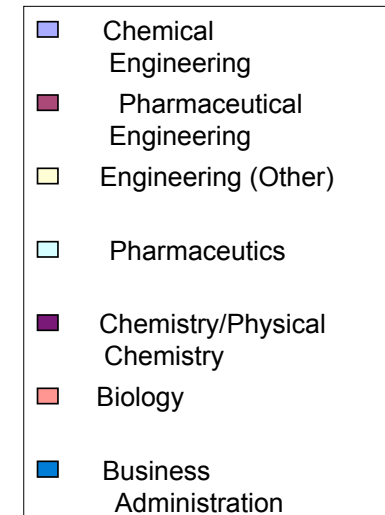 Chemical
Engineering
Pharmaceutical
Engineering
Engineering (Other)
Pharmaceutics
Chemistry/Physical
Chemistry
Biology
Business
Administration